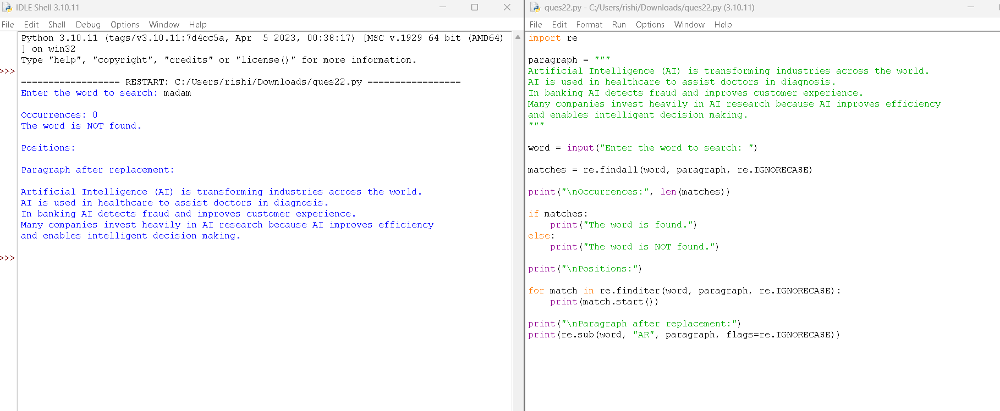 IDLE Shell 3.10.11
File Edit Shell Debug Options Window Help
Python 3.10.11 (tags/v3.10.11:7d4cc5a, Apr  5 2023, 00:38:17) [MSC v.1929 64 bit (AMD64)
] on win32
Type "help", "copyright", "credits" or "license()" for more information.
>>>
================== RESTART: C:/Users/rishi/Downloads/ques22.py =================
Enter the word to search: madam

Occurrences: 0
The word is NOT found.

Positions:

Paragraph after replacement:

Artificial Intelligence (AI) is transforming industries across the world.
AI is used in healthcare to assist doctors in diagnosis.
In banking AI detects fraud and improves customer experience.
Many companies invest heavily in AI research because AI improves efficiency
and enables intelligent decision making.

>>>
ques22.py - C:/Users/rishi/Downloads/ques22.py (3.10.11)
File Edit Format Run Options Window Help
import re

paragraph = """
Artificial Intelligence (AI) is transforming industries across the world.
AI is used in healthcare to assist doctors in diagnosis.
In banking AI detects fraud and improves customer experience.
Many companies invest heavily in AI research because AI improves efficiency
and enables intelligent decision making.
"""

word = input("Enter the word to search: ")

matches = re.findall(word, paragraph, re.IGNORECASE)

print("\nOccurrences:", len(matches))

if matches:
    print("The word is found.")
else:
    print("The word is NOT found.")

print("\nPositions:")

for match in re.finditer(word, paragraph, re.IGNORECASE):
    print(match.start())

print("\nParagraph after replacement:")
print(re.sub(word, "AR", paragraph, flags=re.IGNORECASE))